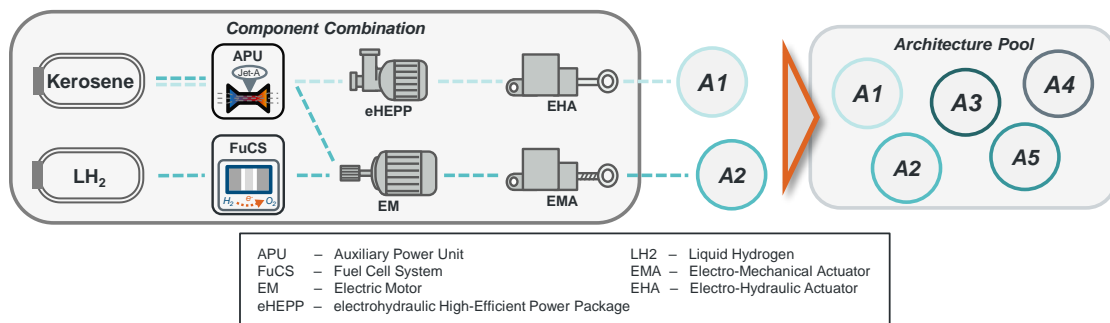 Component Combination
Kerosene
APU
Jet-A
eHEPP
EHA
A1
LH₂
FuCS
H₂ e⁻ O₂
EM
EMA
A2
Architecture Pool
A1
A3
A4
A2
A5
APU – Auxiliary Power Unit
FuCS – Fuel Cell System
EM – Electric Motor
eHEPP – electrohydraulic High-Efficient Power Package
LH2 – Liquid Hydrogen
EMA – Electro-Mechanical Actuator
EHA – Electro-Hydraulic Actuator